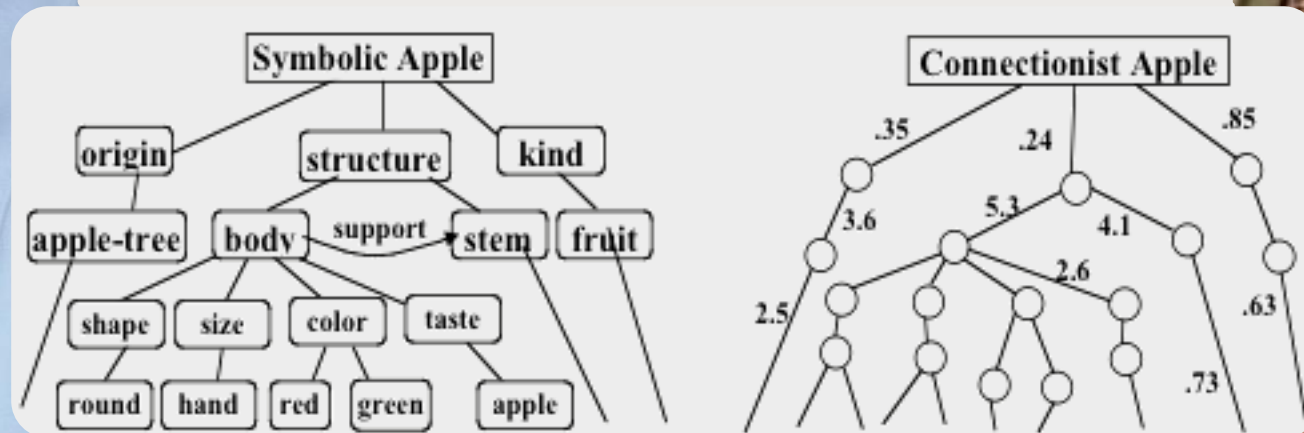 Symbolic Apple
origin
structure
kind
apple-tree
body
support
stem
fruit
shape
size
color
taste
round
hand
red
green
apple
Connectionist Apple
.35
.24
.85
3.6
5.3
4.1
2.6
2.5
.63
.73